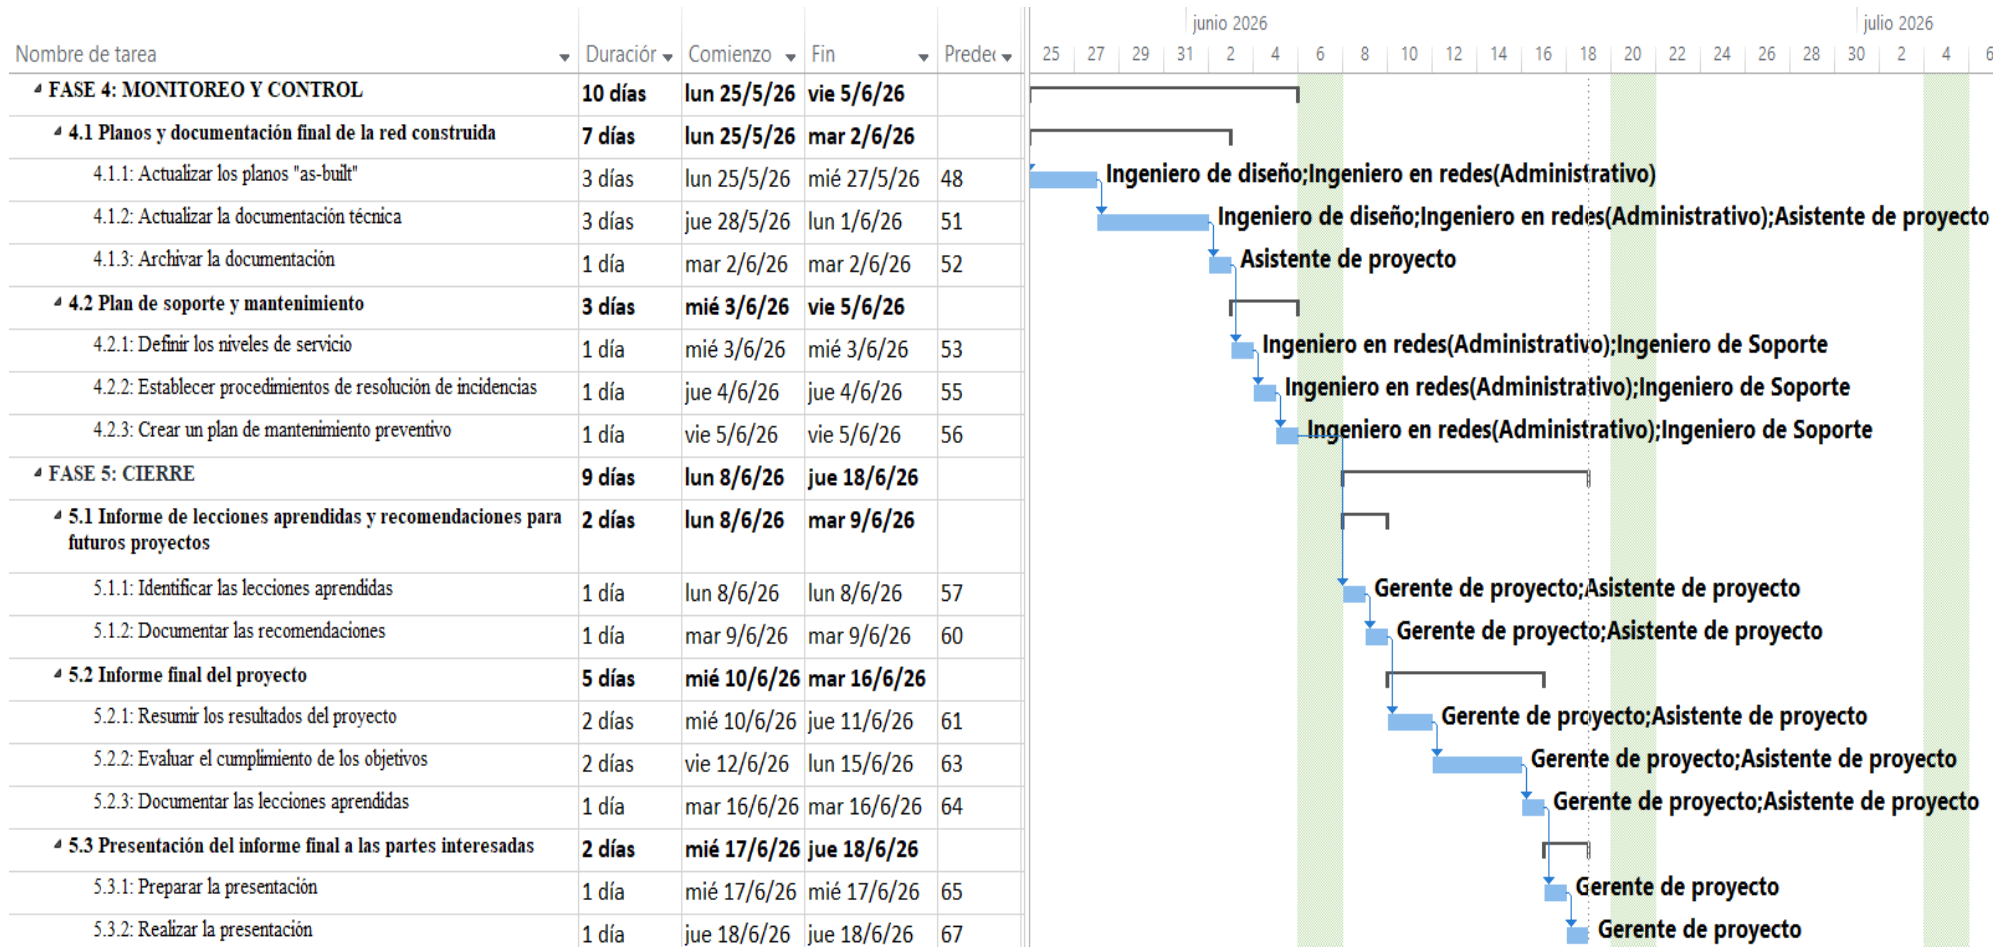 junio 2026 julio 2026
Nombre de tarea Duración Comienzo Fin Predec 25 27 29 31 2 4 6 8 10 12 14 16 18 20 22 24 26 28 30 2 4 6
FASE 4: MONITOREO Y CONTROL 10 días lun 25/5/26 vie 5/6/26
4.1 Planos y documentación final de la red construida 7 días lun 25/5/26 mar 2/6/26
4.1.1: Actualizar los planos "as-built" 3 días lun 25/5/26 mié 27/5/26 48 Ingeniero de diseño;Ingeniero en redes(Administrativo)
4.1.2: Actualizar la documentación técnica 3 días jue 28/5/26 lun 1/6/26 51 Ingeniero de diseño;Ingeniero en redes(Administrativo);Asistente de proyecto
4.1.3: Archivar la documentación 1 día mar 2/6/26 mar 2/6/26 52 Asistente de proyecto
4.2 Plan de soporte y mantenimiento 3 días mié 3/6/26 vie 5/6/26
4.2.1: Definir los niveles de servicio 1 día mié 3/6/26 mié 3/6/26 53 Ingeniero en redes(Administrativo);Ingeniero de Soporte
4.2.2: Establecer procedimientos de resolución de incidencias 1 día jue 4/6/26 jue 4/6/26 55 Ingeniero en redes(Administrativo);Ingeniero de Soporte
4.2.3: Crear un plan de mantenimiento preventivo 1 día vie 5/6/26 vie 5/6/26 56 Ingeniero en redes(Administrativo);Ingeniero de Soporte
FASE 5: CIERRE 9 días lun 8/6/26 jue 18/6/26
5.1 Informe de lecciones aprendidas y recomendaciones para 2 días lun 8/6/26 mar 9/6/26
futuros proyectos
5.1.1: Identificar las lecciones aprendidas 1 día lun 8/6/26 lun 8/6/26 57 Gerente de proyecto;Asistente de proyecto
5.1.2: Documentar las recomendaciones 1 día mar 9/6/26 mar 9/6/26 60 Gerente de proyecto;Asistente de proyecto
5.2 Informe final del proyecto 5 días mié 10/6/26 mar 16/6/26
5.2.1: Resumir los resultados del proyecto 2 días mié 10/6/26 jue 11/6/26 61 Gerente de proyecto;Asistente de proyecto
5.2.2: Evaluar el cumplimiento de los objetivos 2 días vie 12/6/26 lun 15/6/26 63 Gerente de proyecto;Asistente de proyecto
5.2.3: Documentar las lecciones aprendidas 1 día mar 16/6/26 mar 16/6/26 64 Gerente de proyecto;Asistente de proyecto
5.3 Presentación del informe final a las partes interesadas 2 días mié 17/6/26 jue 18/6/26
5.3.1: Preparar la presentación 1 día mié 17/6/26 mié 17/6/26 65 Gerente de proyecto
5.3.2: Realizar la presentación 1 día jue 18/6/26 jue 18/6/26 67 Gerente de proyecto